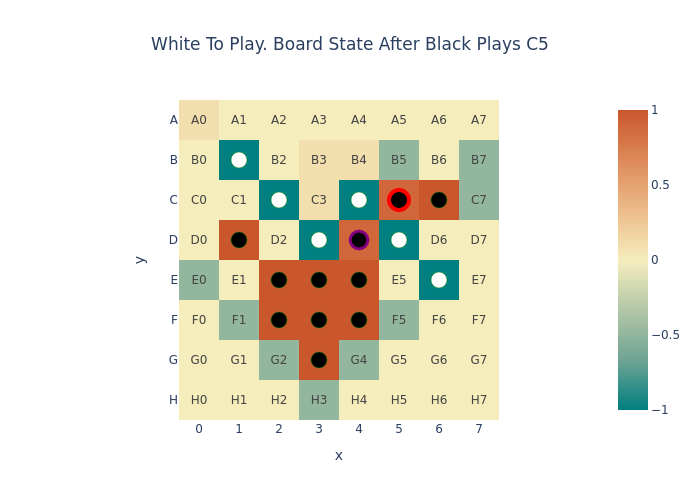 White To Play. Board State After Black Plays C5
A A0 A1 A2 A3 A4 A5 A6 A7
B B0 B2 B3 B4 B5 B6 B7
C C0 C1 C3 C7
D D0 D2 D6 D7
E E0 E1 E5 E7
F F0 F1 F5 F6 F7
G G0 G1 G2 G4 G5 G6 G7
H H0 H1 H2 H3 H4 H5 H6 H7
0 1 2 3 4 5 6 7
x
y
1
0.5
0
−0.5
−1